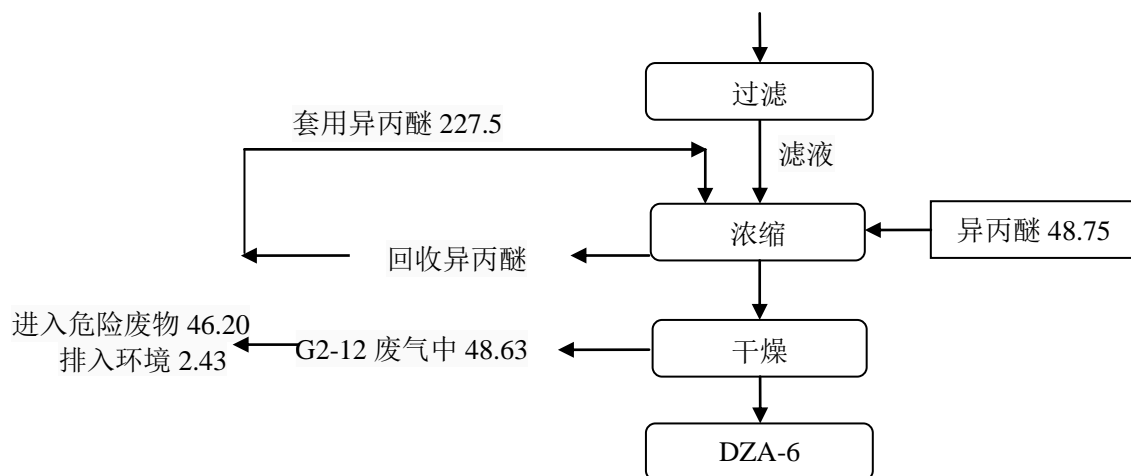 过滤
套用异丙醚 227.5
滤液
浓缩
异丙醚 48.75
回收异丙醚
进入危险废物 46.20
排入环境 2.43
G2-12 废气中 48.63
干燥
DZA-6